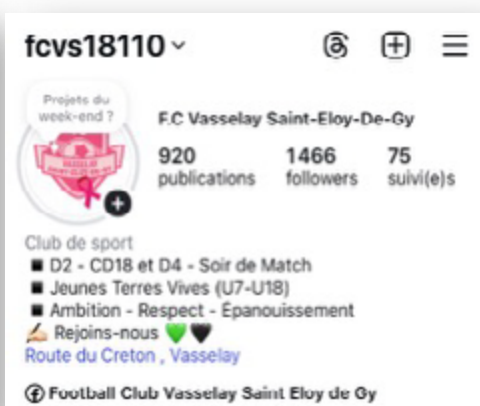 fcvs18110
Projets du
week-end ?
F.C Vasselay Saint-Eloy-De-Gy
920 1466 75
publications followers suivi(e)s
VASSELAY
Club de sport
◾ D2 - CD18 et D4 - Soir de Match
◾ Jeunes Terres Vives (U7-U18)
◾ Ambition - Respect - Épanouissement
✍🏻 Rejoins-nous 💚🖤
Route du Creton , Vasselay
Football Club Vasselay Saint Eloy de Gy